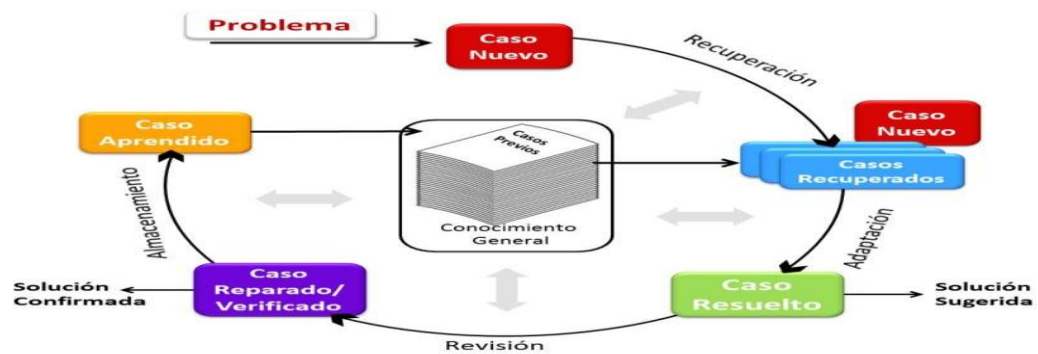 Problema
Caso
Nuevo
Recuperación
Caso
Nuevo
Caso
Aprendido
Casos
Previos
Casos
Recuperados
Conocimiento
General
Almacenamiento
Adaptación
Caso
Reparado/
Verificado
Solución
Confirmada
Caso
Resuelto
Solución
Sugerida
Revisión